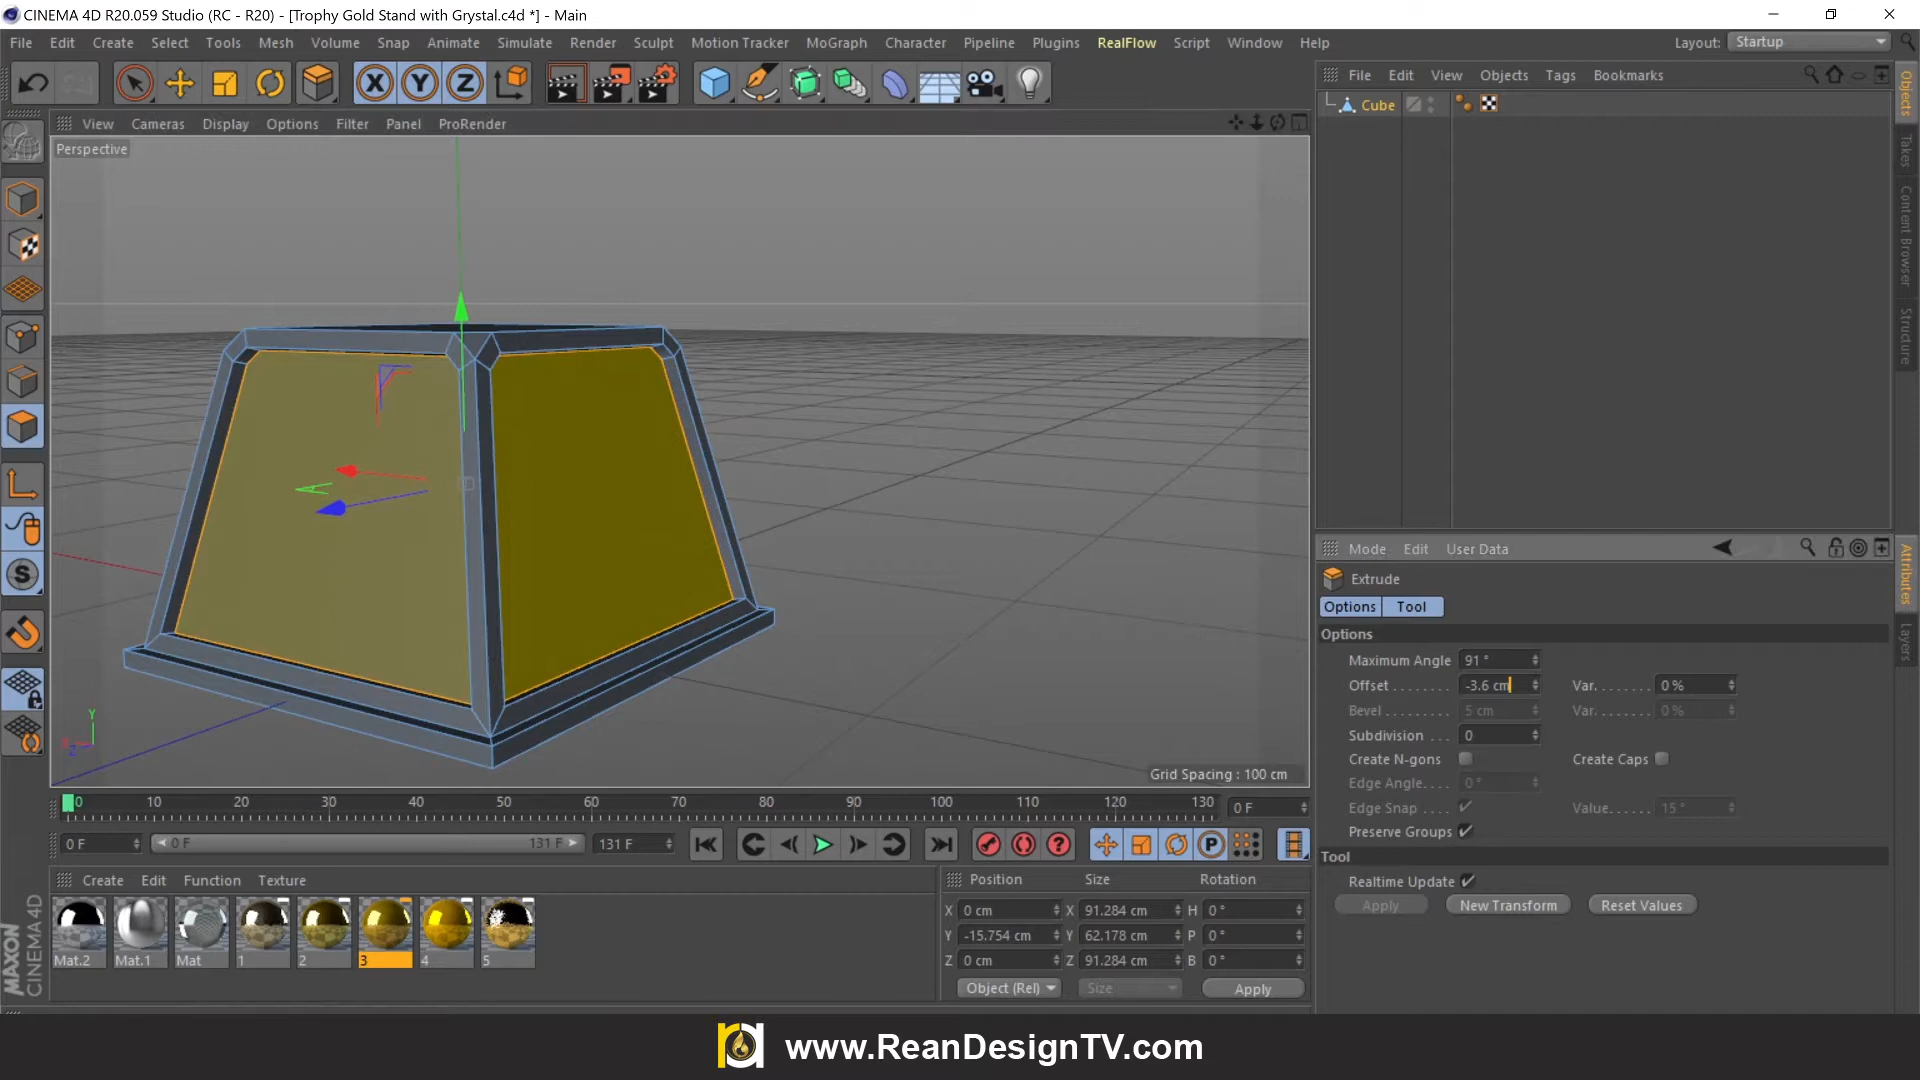 CINEMA 4D R20.059 Studio (RC - R20) - [Trophy Gold Stand with Grystal.c4d *] - Main
File Edit Create Select Tools Mesh Volume Snap Animate Simulate Render Sculpt Motion Tracker MoGraph Character Pipeline Plugins RealFlow Script Window Help Layout: Startup
X Y Z
File Edit View Objects Tags Bookmarks
View Cameras Display Options Filter Panel ProRender
Cube
Perspective
Objects
Takes
Content Browser
Structure
Grid Spacing : 100 cm
Y
X
Z
Mode Edit User Data
Extrude
Options Tool
Options
Maximum Angle 91 °
Offset . . . . . . . . -3.6 cm Var. . . . . . . . 0 %
Bevel . . . . . . . . . 5 cm Var. . . . . . . . 0 %
Subdivision . . . 0
Create N-gons Create Caps
Edge Angle. . . . 0 °
Edge Snap . . . . Value. . . . . . 15 °
Preserve Groups
Tool
Realtime Update
Apply New Transform Reset Values
Attributes
Layers
0 10 20 30 40 50 60 70 80 90 100 110 120 130 0 F
0 F 0 F 131 F 131 F
P
Create Edit Function Texture
Mat.2 Mat.1 Mat 1 2 3 4 5
Position Size Rotation
X 0 cm X 91.284 cm H 0 °
Y -15.754 cm Y 62.178 cm P 0 °
Z 0 cm Z 91.284 cm B 0 °
Object (Rel) Size Apply
MAXON
CINEMA 4D
www.ReanDesignTV.com